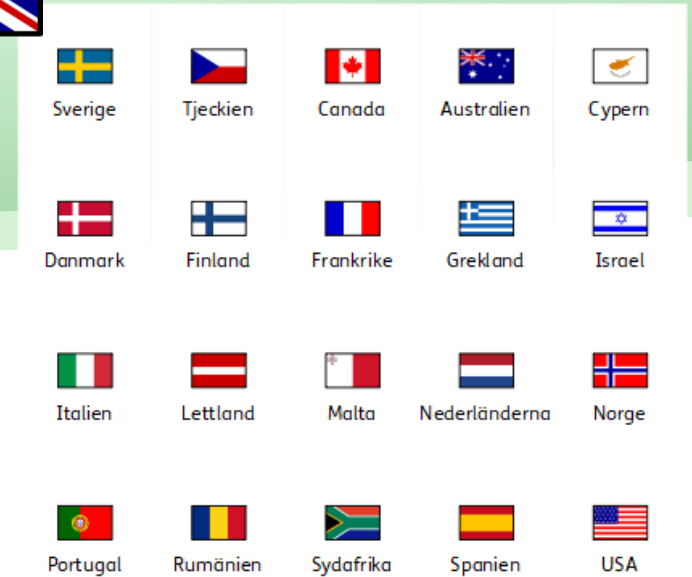 Sverige
Tjeckien
Canada
Australien
Cypern
Danmark
Finland
Frankrike
Grekland
Israel
Italien
Lettland
Malta
Nederländerna
Norge
Portugal
Rumänien
Sydafrika
Spanien
USA